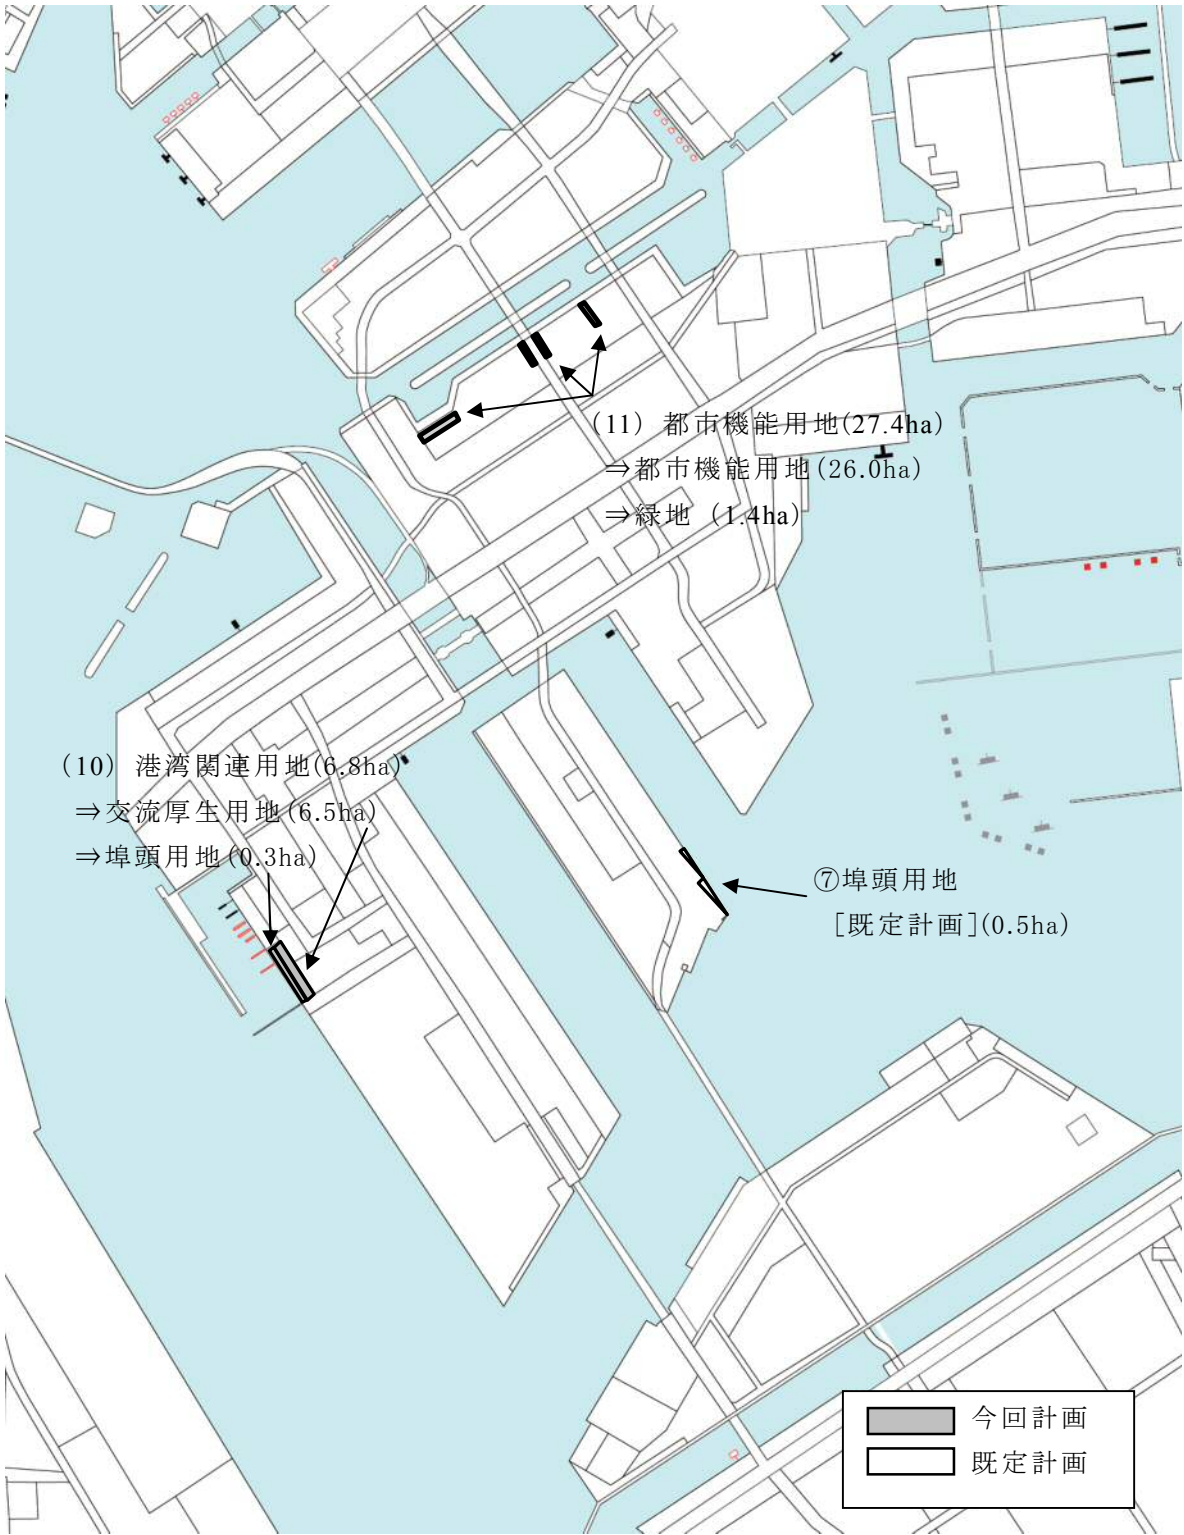 (11) 都市機能用地(27.4ha)
⇒都市機能用地(26.0ha)
⇒緑地 (1.4ha)
(10) 港湾関連用地(6.8ha)
⇒交流厚生用地(6.5ha)
⇒埠頭用地(0.3ha)
⑦埠頭用地
[既定計画](0.5ha)
今回計画
既定計画